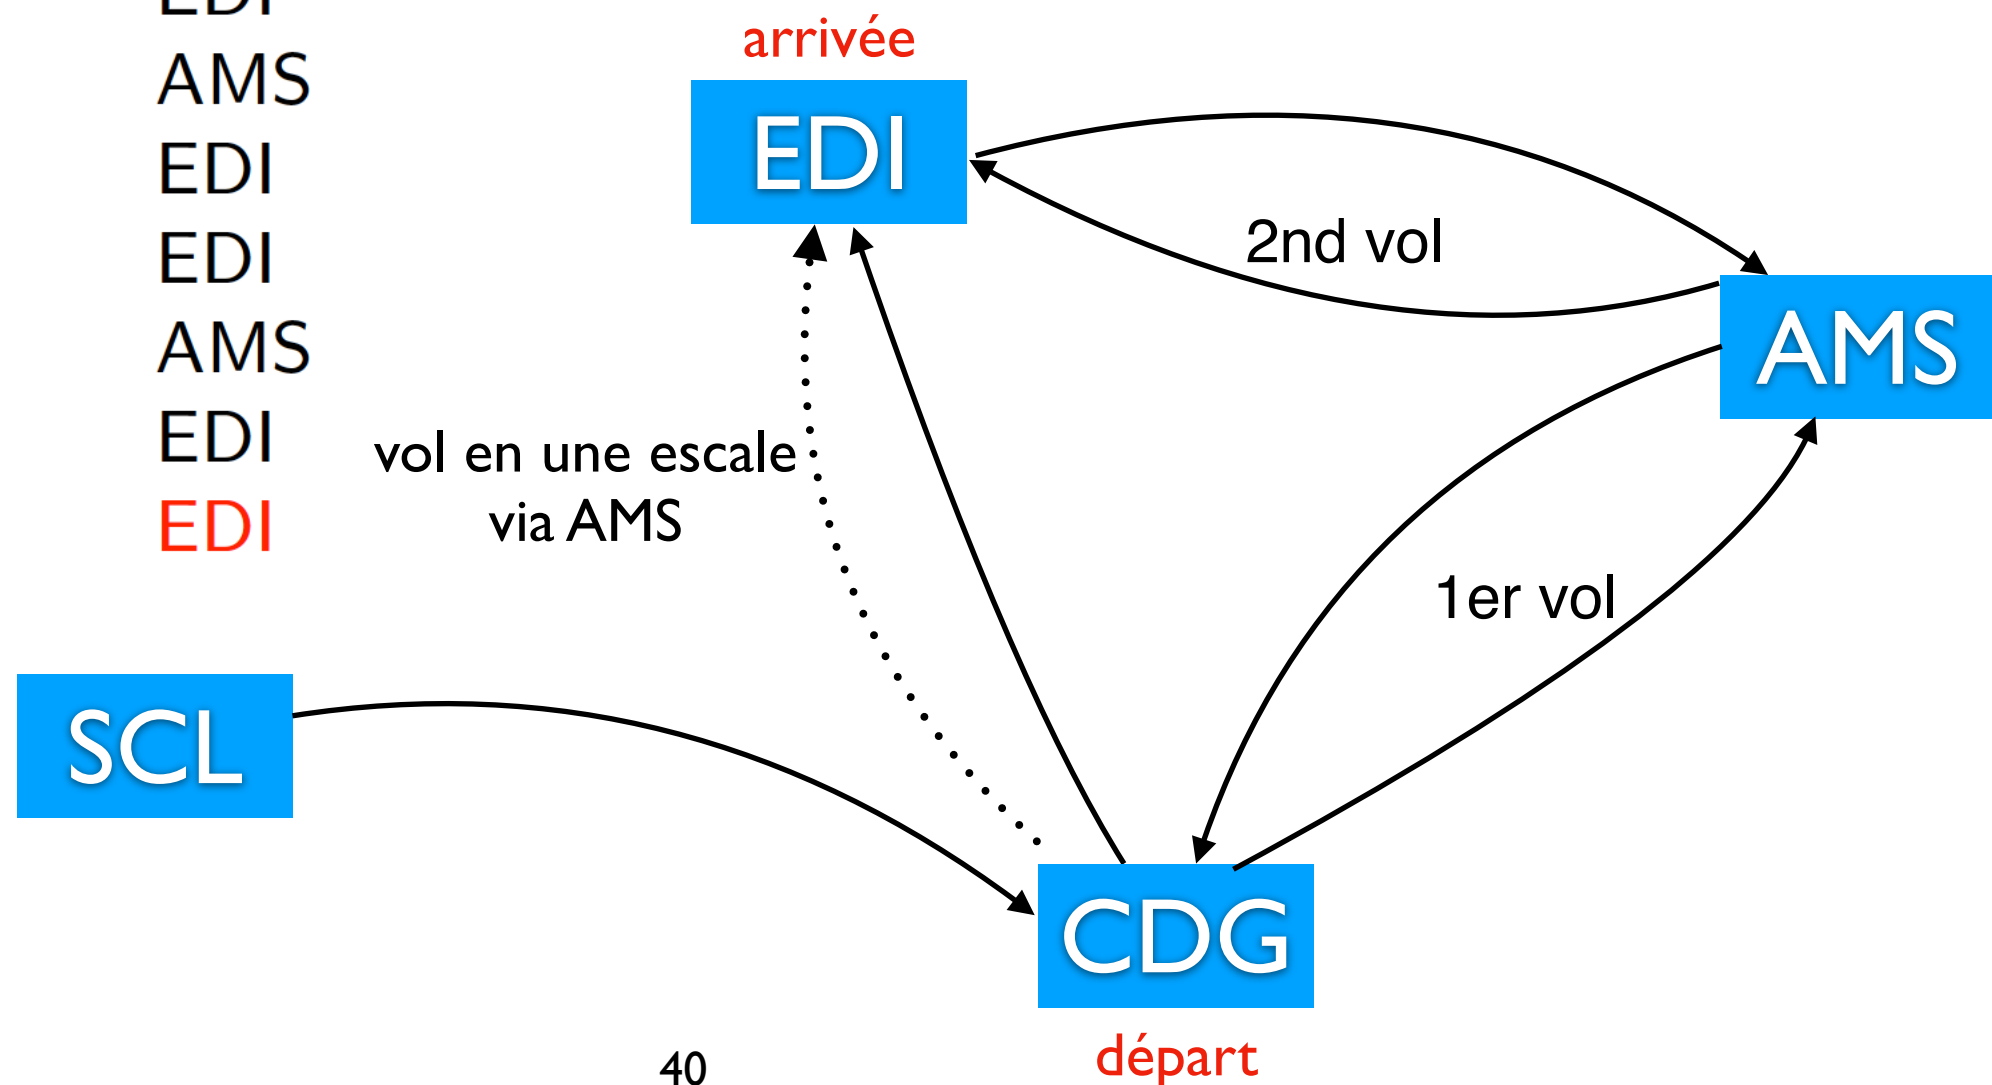 EDI
AMS
EDI
EDI
AMS
EDI
EDI
arrivée
EDI
2nd vol
AMS
vol en une escale
via AMS
1er vol
SCL
CDG
départ
40